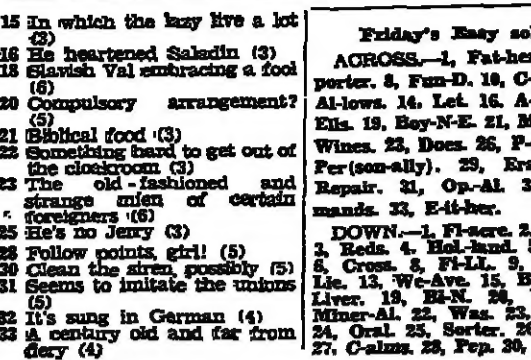 15 In which the lazy live a lot
(3)
16 He heartened Saladin (3)
18 Slavish Val embracing a fool
(6)
20 Compulsory arrangement?
(5)
21 Biblical food (3)
22 Something hard to get out of
the cloakroom (3)
23 The old-fashioned and
strange mien of certain
foreigners (6)
25 He's no Jerry (3)
28 Follow points, girl! (5)
30 Clean the siren, possibly (5)
31 Seems to imitate the unions
(5)
32 It's sung in German (4)
33 A century old and far from
fiery (4)
Friday's Easy
ACROSS.—1, Fat-her
porter. 8, Fun-D. 10, C-
Al-lows. 14, Let. 16, A-
Ells. 19, Boy-N-E. 21, M
Wines. 23, Does. 26, P-
Per(son-ally). 29, Er
Repair. 31, Op-Al. 3
mands. 33, E-it-her.
DOWN.—1, Fl-acre. 2,
3, Reds. 4, Hol-land.
6, Cross. 8, Fi-LL. 9,
Lie. 13, We-Ave. 15, B
Liver. 19, Bi-N. 20,
Miner-Al. 22, Was. 23,
24, Oral. 25, Sorter. 26
27, C-alms. 28, Pep. 30,